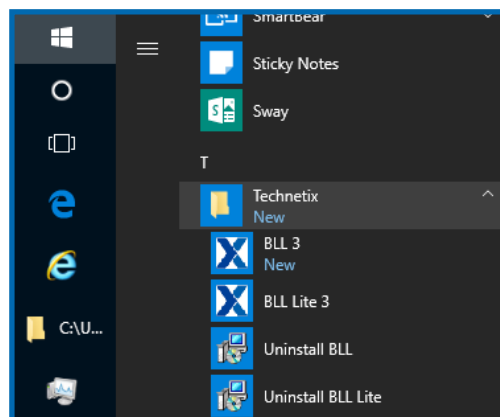 SmartBear
Sticky Notes
Sway
T
Technetix
New
BLL 3
New
BLL Lite 3
C:\U...
Uninstall BLL
Uninstall BLL Lite